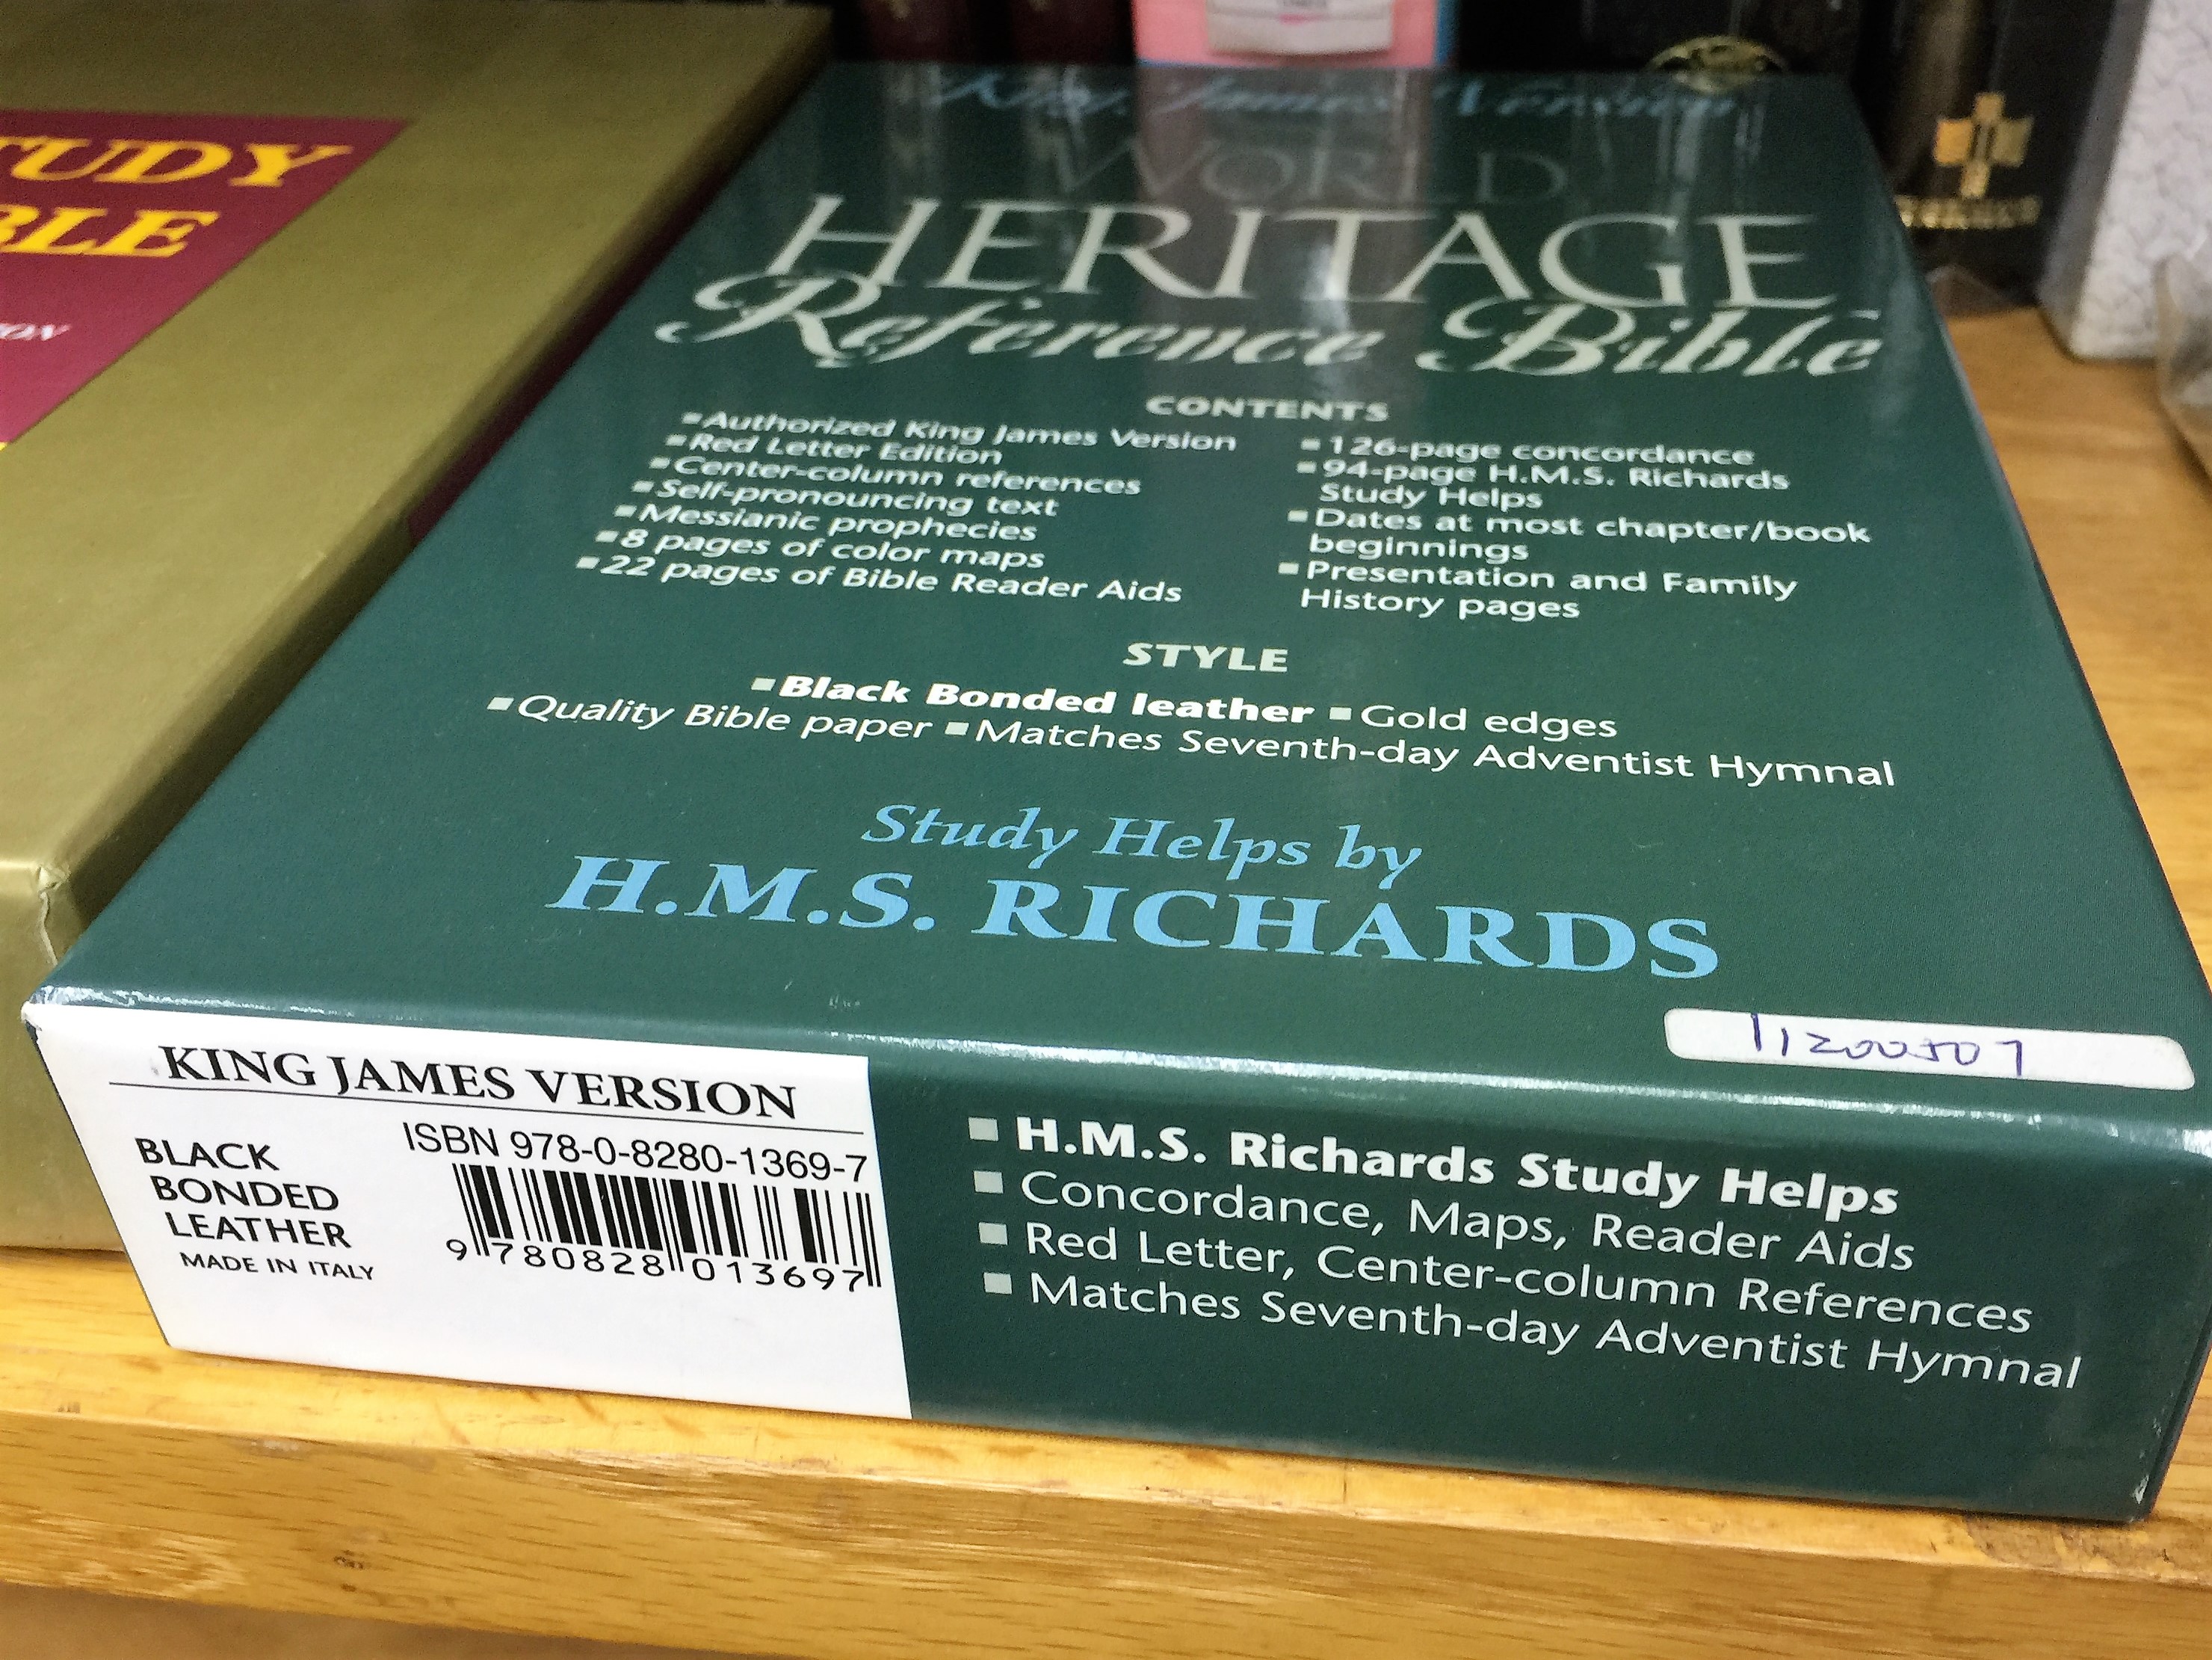 TUDY
BLE
ION
King James Version
WORLD
HERITAGE
Reference Bible
CONTENTS
▪Authorized King James Version
▪Red Letter Edition
▪Center-column references
▪Self-pronouncing text
▪Messianic prophecies
▪8 pages of color maps
▪22 pages of Bible Reader Aids
▪126-page concordance
▪94-page H.M.S. Richards
Study Helps
▪Dates at most chapter/book
beginnings
▪Presentation and Family
History pages
STYLE
▪Black Bonded leather ▪Gold edges
▪Quality Bible paper ▪Matches Seventh-day Adventist Hymnal
Study Helps by
H.M.S. RICHARDS
11200507
KING JAMES VERSION
BLACK
BONDED
LEATHER
MADE IN ITALY
ISBN 978-0-8280-1369-7
9 780828 013697
▪ H.M.S. Richards Study Helps
▪ Concordance, Maps, Reader Aids
▪ Red Letter, Center-column References
▪ Matches Seventh-day Adventist Hymnal